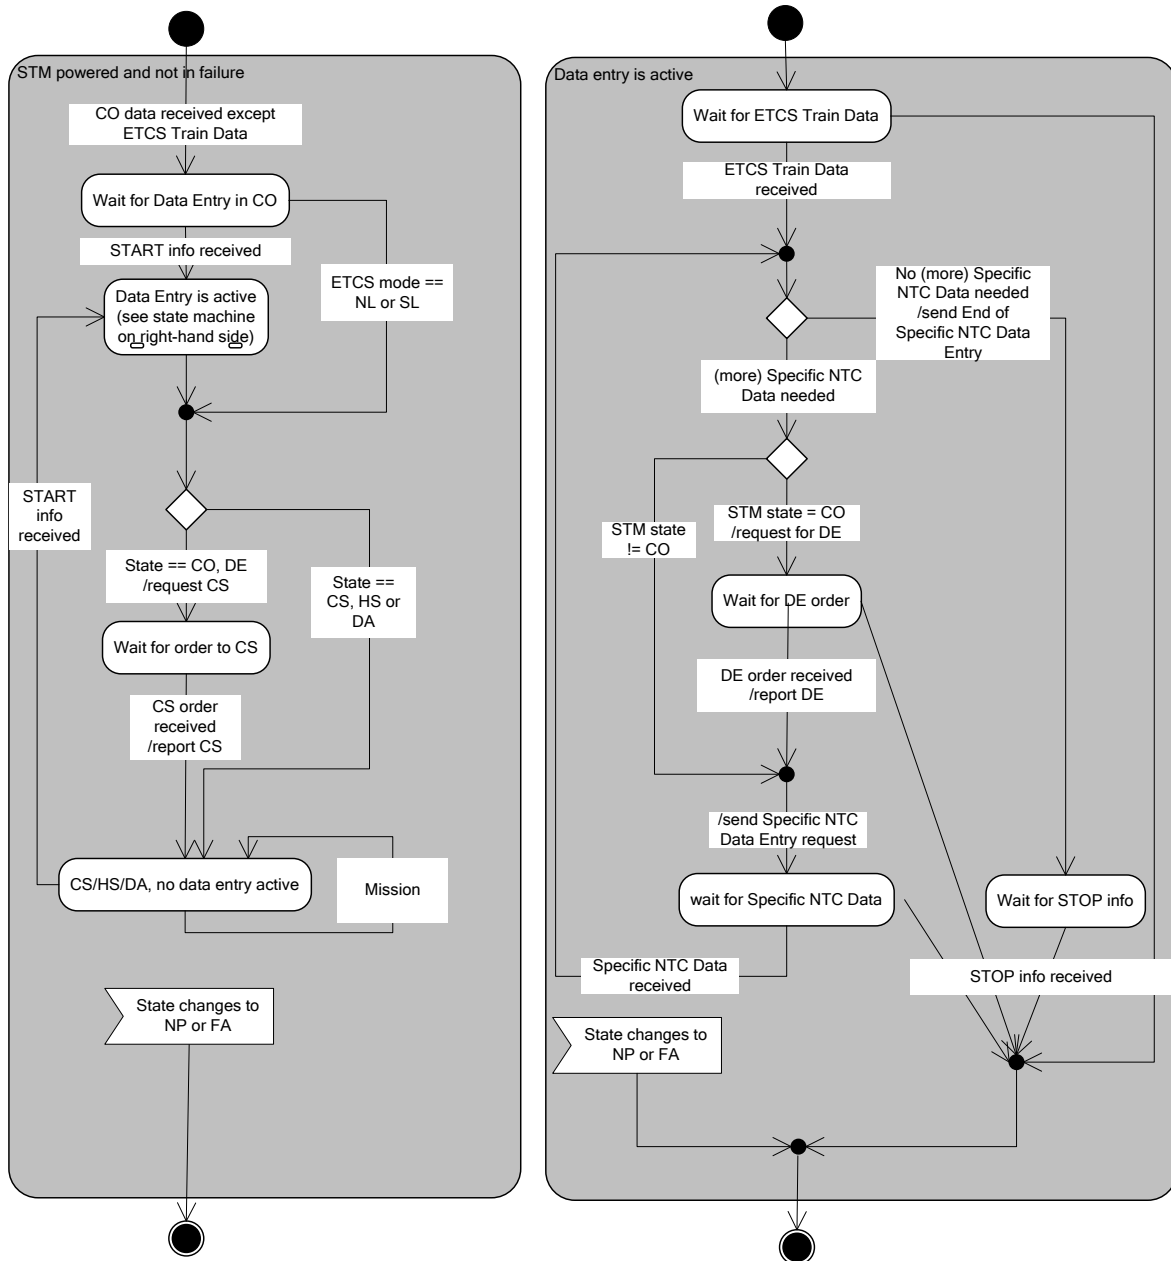 STM powered and not in failure
CO data received except
ETCS Train Data
Wait for Data Entry in CO
START info received
ETCS mode ==
NL or SL
Data Entry is active
(see state machine
on right-hand side)
START
info
received
State == CO, DE
/request CS
State ==
CS, HS or
DA
Wait for order to CS
CS order
received
/report CS
CS/HS/DA, no data entry active
Mission
State changes to
NP or FA
Data entry is active
Wait for ETCS Train Data
ETCS Train Data
received
No (more) Specific
NTC Data needed
/send End of
Specific NTC Data
Entry
(more) Specific NTC
Data needed
STM state
!= CO
STM state = CO
/request for DE
Wait for DE order
DE order received
/report DE
/send Specific NTC
Data Entry request
wait for Specific NTC Data
Wait for STOP info
Specific NTC Data
received
STOP info received
State changes to
NP or FA